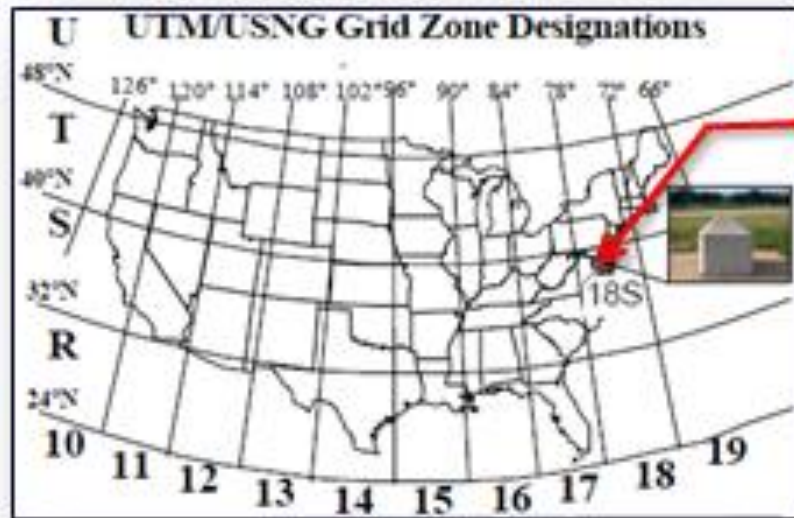 U UTM/USNG Grid Zone Designations
48°N
126° 120° 114° 108° 102° 96° 90° 84° 78° 72° 66°
T
40°N
S
18S
32°N
R
24°N
10 11 12 13 14 15 16 17 18 19